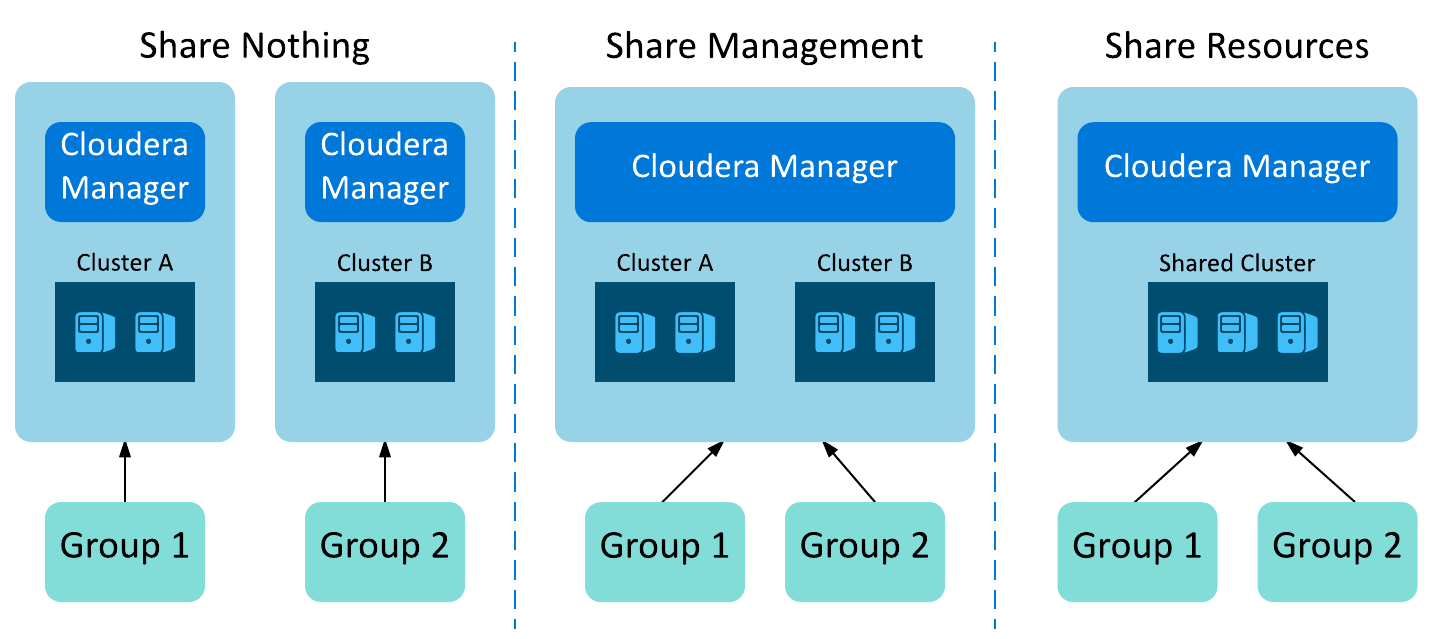 Share Nothing
Cloudera
Manager
Cluster A
Group 1
Cloudera
Manager
Cluster B
Group 2
Share Management
Cloudera Manager
Cluster A
Cluster B
Group 1
Group 2
Share Resources
Cloudera Manager
Shared Cluster
Group 1
Group 2